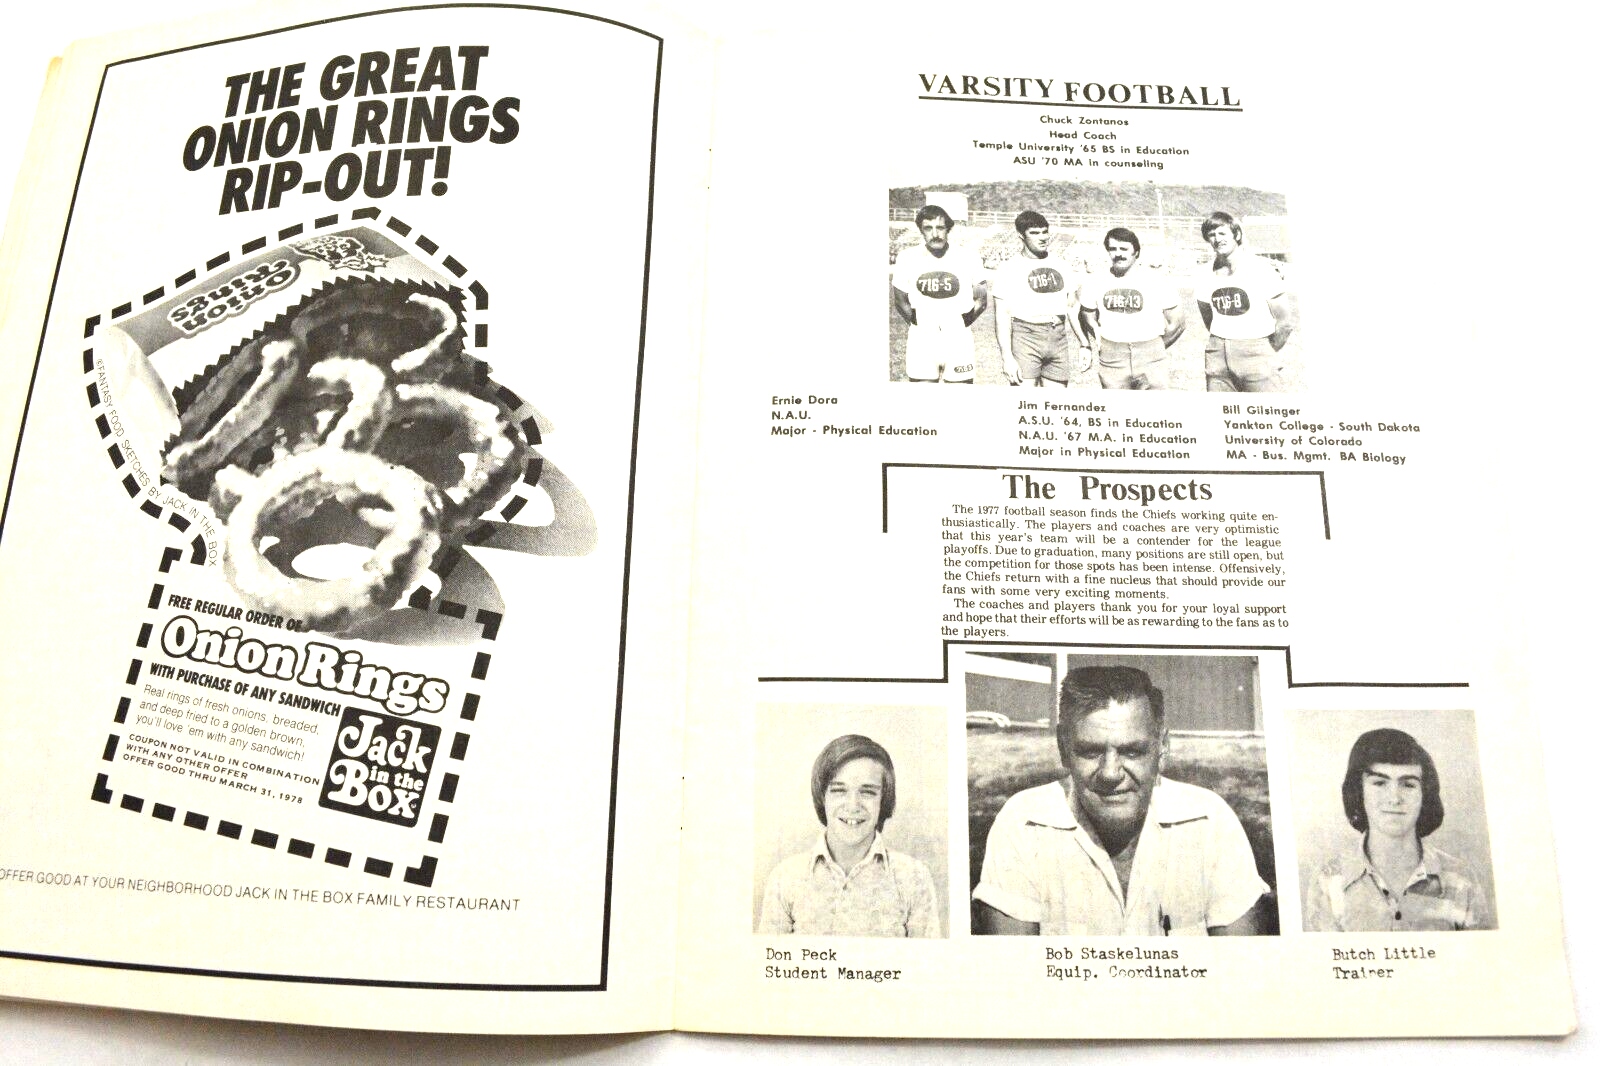 THE GREAT
ONION RINGS
RIP-OUT!
Onion
Rings
©FANTASY FOOD SKETCHES BY JACK IN THE BOX
FREE REGULAR ORDER OF
Onion Rings
WITH PURCHASE OF ANY SANDWICH
Real rings of fresh onions, breaded,
and deep fried to a golden brown,
you'll love 'em with any sandwich!
COUPON NOT VALID IN COMBINATION
WITH ANY OTHER OFFER
OFFER GOOD THRU MARCH 31, 1978
Jack
in the
Box
OFFER GOOD AT YOUR NEIGHBORHOOD JACK IN THE BOX FAMILY RESTAURANT
VARSITY FOOTBALL
Chuck Zontanos
Head Coach
Temple University '65 BS in Education
ASU '70 MA in counseling
716-5
716-1
716-13
716-8
Ernie Dora
N.A.U.
Major - Physical Education
Jim Fernandez
A.S.U. '64, BS in Education
N.A.U. '67 M.A. in Education
Major in Physical Education
Bill Gilsinger
Yankton College - South Dakota
University of Colorado
MA - Bus. Mgmt. BA Biology
The Prospects
The 1977 football season finds the Chiefs working quite en-
thusiastically. The players and coaches are very optimistic
that this year's team will be a contender for the league
playoffs. Due to graduation, many positions are still open, but
the competition for those spots has been intense. Offensively,
the Chiefs return with a fine nucleus that should provide our
fans with some very exciting moments.
The coaches and players thank you for your loyal support
and hope that their efforts will be as rewarding to the fans as to
the players.
Don Peck
Student Manager
Bob Staskelunas
Equip. Coordinator
Butch Little
Trainer